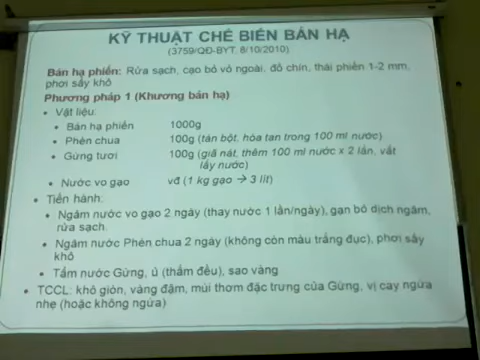 KỸ THUẬT CHẾ BIẾN BÁN HẠ
(3759/QĐ-BYT. 8/10/2010)
Bán hạ phiến: Rửa sạch, cạo bỏ vỏ ngoài, đồ chín, thái phiến 1-2 mm,
phơi sấy khô
Phương pháp 1 (Khương bán hạ)
• Vật liệu:
• Bán hạ phiến 1000g
• Phèn chua 100g (tán bột, hòa tan trong 100 ml nước)
• Gừng tươi 100g (giã nát, thêm 100 ml nước x 2 lần, vắt
lấy nước)
• Nước vo gạo vđ (1 kg gạo → 3 lít)
• Tiến hành:
• Ngâm nước vo gạo 2 ngày (thay nước 1 lần/ngày), gạn bỏ dịch ngâm,
rửa sạch.
• Ngâm nước Phèn chua 2 ngày (không còn màu trắng đục), phơi sấy
khô
• Tẩm nước Gừng, ủ (thấm đều), sao vàng
• TCCL: khô giòn, vàng đậm, mùi thơm đặc trưng của Gừng, vị cay ngứa
nhẹ (hoặc không ngứa)